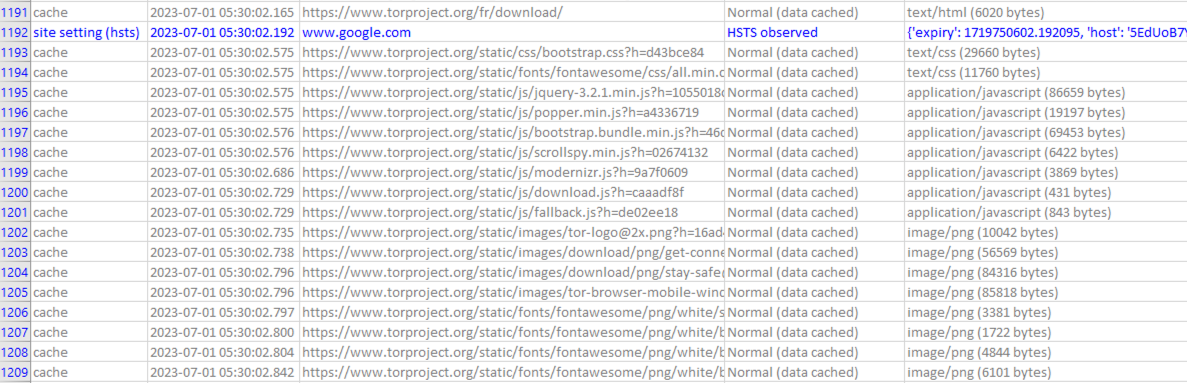 1191 cache 2023-07-01 05:30:02.165 https://www.torproject.org/fr/download/ Normal (data cached) text/html (6020 bytes)
1192 site setting (hsts) 2023-07-01 05:30:02.192 www.google.com HSTS observed {'expiry': 1719750602.192095, 'host': '5EdUoB7Y
1193 cache 2023-07-01 05:30:02.575 https://www.torproject.org/static/css/bootstrap.css?h=d43bce84 Normal (data cached) text/css (29660 bytes)
1194 cache 2023-07-01 05:30:02.575 https://www.torproject.org/static/fonts/fontawesome/css/all.min.c Normal (data cached) text/css (11760 bytes)
1195 cache 2023-07-01 05:30:02.575 https://www.torproject.org/static/js/jquery-3.2.1.min.js?h=1055018c Normal (data cached) application/javascript (86659 bytes)
1196 cache 2023-07-01 05:30:02.575 https://www.torproject.org/static/js/popper.min.js?h=a4336719 Normal (data cached) application/javascript (19197 bytes)
1197 cache 2023-07-01 05:30:02.576 https://www.torproject.org/static/js/bootstrap.bundle.min.js?h=46c Normal (data cached) application/javascript (69453 bytes)
1198 cache 2023-07-01 05:30:02.576 https://www.torproject.org/static/js/scrollspy.min.js?h=02674132 Normal (data cached) application/javascript (6422 bytes)
1199 cache 2023-07-01 05:30:02.686 https://www.torproject.org/static/js/modernizr.js?h=9a7f0609 Normal (data cached) application/javascript (3869 bytes)
1200 cache 2023-07-01 05:30:02.729 https://www.torproject.org/static/js/download.js?h=caaadf8f Normal (data cached) application/javascript (431 bytes)
1201 cache 2023-07-01 05:30:02.729 https://www.torproject.org/static/js/fallback.js?h=de02ee18 Normal (data cached) application/javascript (843 bytes)
1202 cache 2023-07-01 05:30:02.735 https://www.torproject.org/static/images/tor-logo@2x.png?h=16ad Normal (data cached) image/png (10042 bytes)
1203 cache 2023-07-01 05:30:02.738 https://www.torproject.org/static/images/download/png/get-conne Normal (data cached) image/png (56569 bytes)
1204 cache 2023-07-01 05:30:02.796 https://www.torproject.org/static/images/download/png/stay-safe Normal (data cached) image/png (84316 bytes)
1205 cache 2023-07-01 05:30:02.796 https://www.torproject.org/static/images/tor-browser-mobile-winc Normal (data cached) image/png (85818 bytes)
1206 cache 2023-07-01 05:30:02.797 https://www.torproject.org/static/fonts/fontawesome/png/white/s Normal (data cached) image/png (3381 bytes)
1207 cache 2023-07-01 05:30:02.800 https://www.torproject.org/static/fonts/fontawesome/png/white/b Normal (data cached) image/png (1722 bytes)
1208 cache 2023-07-01 05:30:02.804 https://www.torproject.org/static/fonts/fontawesome/png/white/b Normal (data cached) image/png (4844 bytes)
1209 cache 2023-07-01 05:30:02.842 https://www.torproject.org/static/fonts/fontawesome/png/white/b Normal (data cached) image/png (6101 bytes)